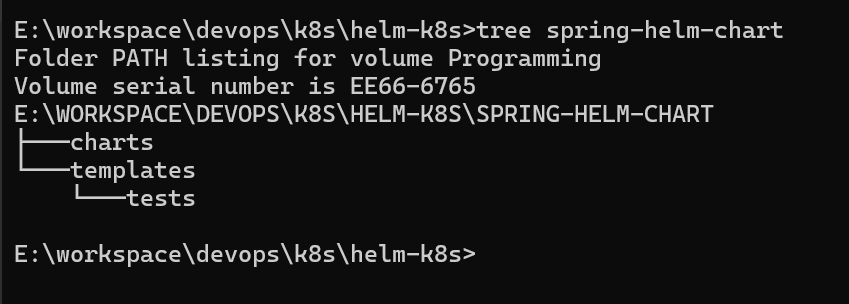 E:\workspace\devops\k8s\helm-k8s>tree spring-helm-chart
Folder PATH listing for volume Programming
Volume serial number is EE66-6765
E:\WORKSPACE\DEVOPS\K8S\HELM-K8S\SPRING-HELM-CHART
├───charts
└───templates
    └───tests
E:\workspace\devops\k8s\helm-k8s>